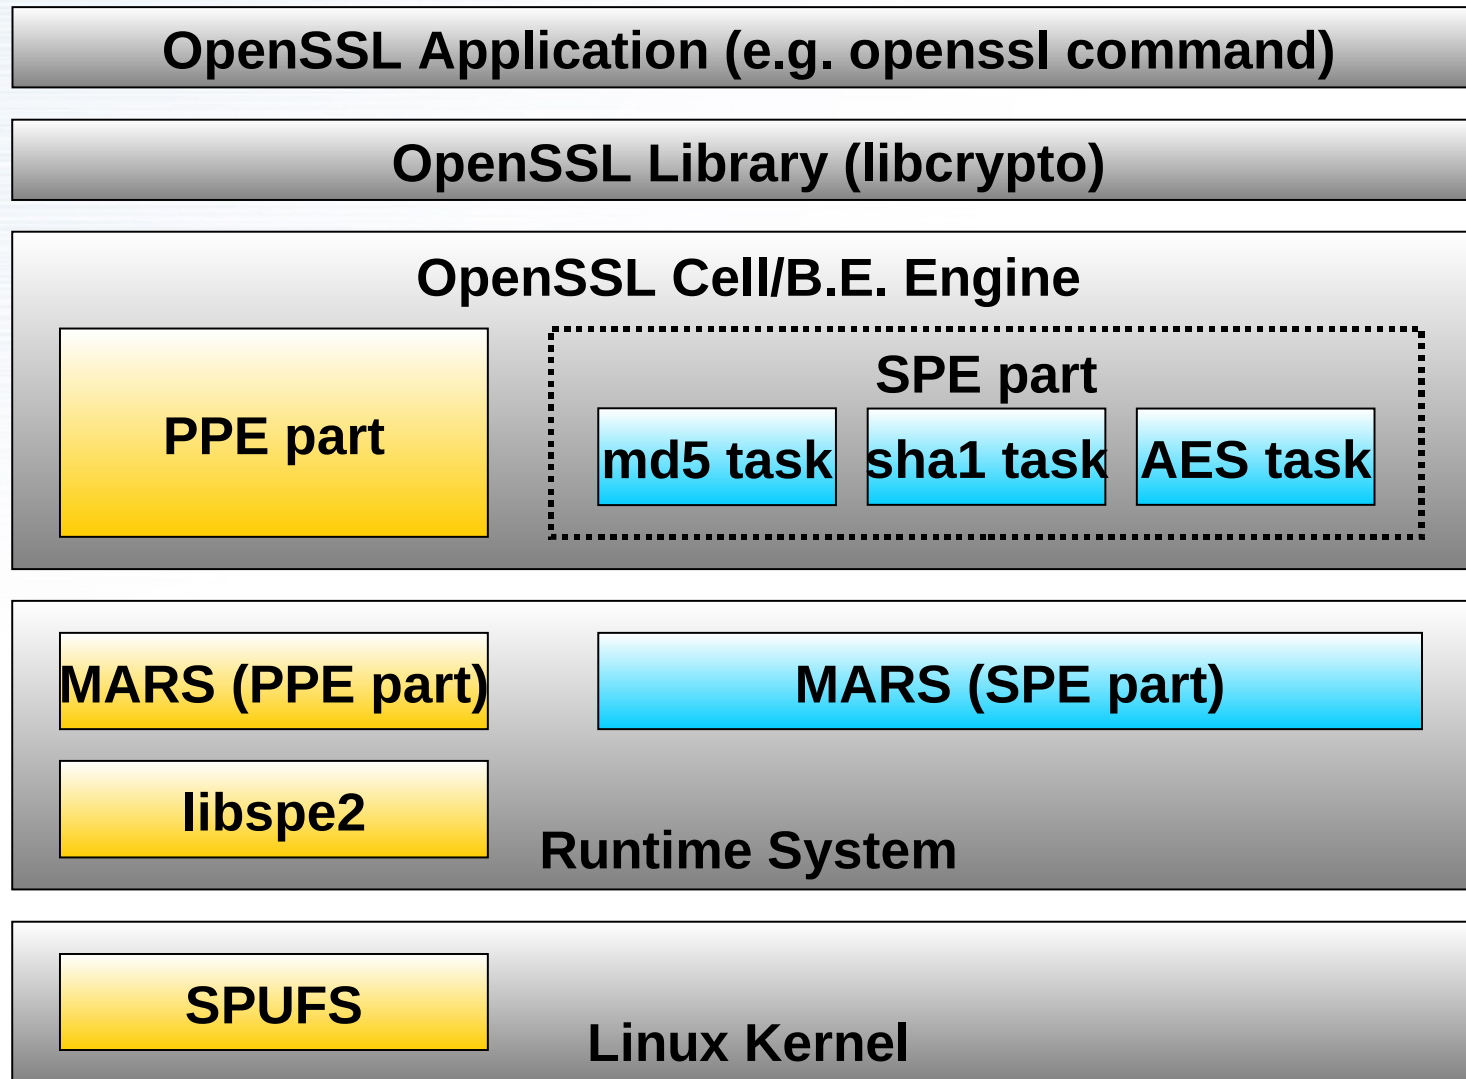 OpenSSL Application (e.g. openssl command)
OpenSSL Library (libcrypto)
OpenSSL Cell/B.E. Engine
PPE part
SPE part
md5 task
sha1 task
AES task
MARS (PPE part)
MARS (SPE part)
libspe2
Runtime System
SPUFS
Linux Kernel